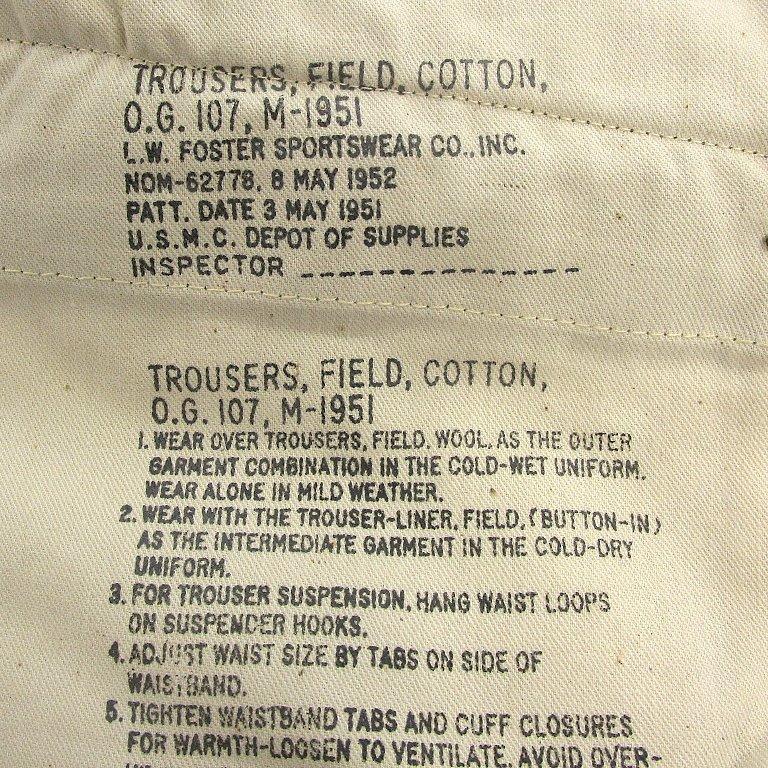 TROUSERS, FIELD, COTTON,
O.G. 107, M-1951
L.W. FOSTER SPORTSWEAR CO., INC.
NOM-62778, 8 MAY 1952
PATT. DATE 3 MAY 1951
U.S.M.C. DEPOT OF SUPPLIES
INSPECTOR _ _ _ _ _ _ _ _ _ _ _ _ _ _
TROUSERS, FIELD, COTTON,
O.G. 107, M-1951
1. WEAR OVER TROUSERS, FIELD, WOOL, AS THE OUTER
GARMENT COMBINATION IN THE COLD-WET UNIFORM.
WEAR ALONE IN MILD WEATHER.
2. WEAR WITH THE TROUSER-LINER, FIELD, (BUTTON-IN)
AS THE INTERMEDIATE GARMENT IN THE COLD-DRY
UNIFORM.
3. FOR TROUSER SUSPENSION, HANG WAIST LOOPS
ON SUSPENDER HOOKS.
4. ADJUST WAIST SIZE BY TABS ON SIDE OF
WAISTBAND.
5. TIGHTEN WAISTBAND TABS AND CUFF CLOSURES
FOR WARMTH-LOOSEN TO VENTILATE. AVOID OVER-